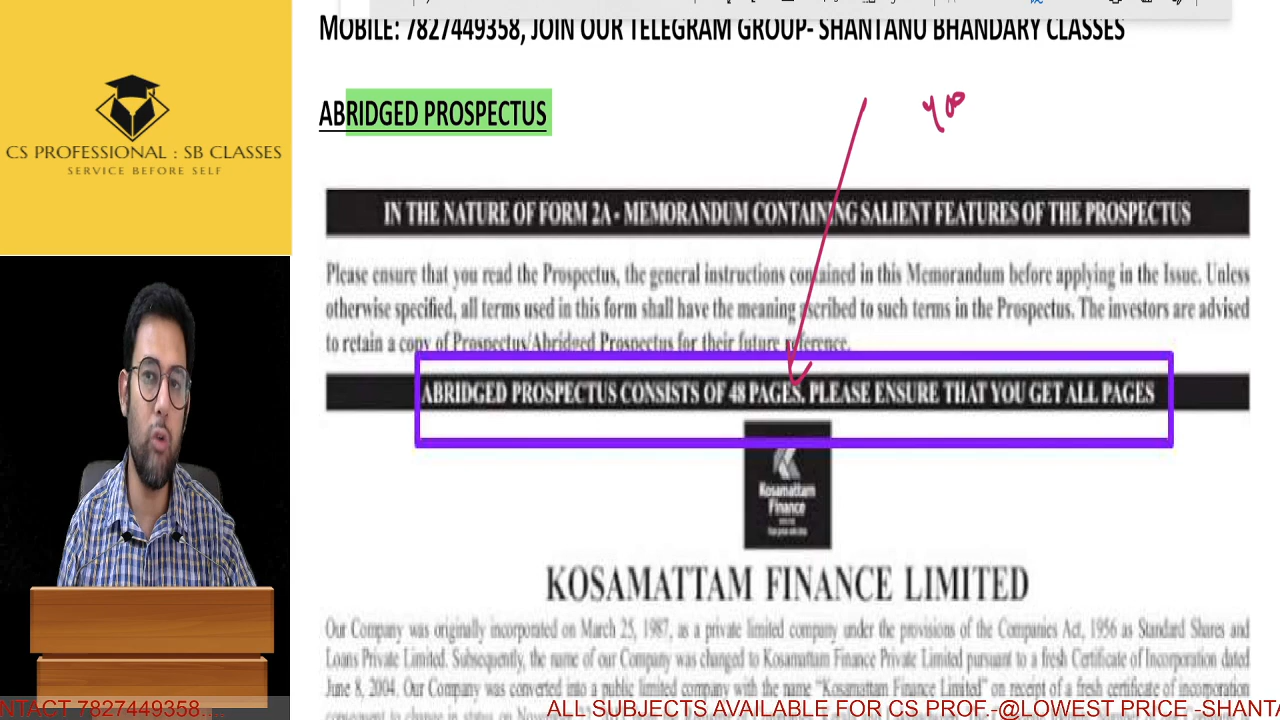 MOBILE: 7827449358, JOIN OUR TELEGRAM GROUP- SHANTANU BHANDARY CLASSES
ABRIDGED PROSPECTUS
400
CS PROFESSIONAL : SB CLASSES
SERVICE BEFORE SELF
IN THE NATURE OF FORM 2A - MEMORANDUM CONTAINING SALIENT FEATURES OF THE PROSPECTUS
Please ensure that you read the Prospectus, the general instructions contained in this Memorandum before applying in the Issue. Unless
otherwise specified, all terms used in this form shall have the meaning ascribed to such terms in the Prospectus. The investors are advised
to retain a copy of Prospectus/Abridged Prospectus for their future reference.
ABRIDGED PROSPECTUS CONSISTS OF 48 PAGES. PLEASE ENSURE THAT YOU GET ALL PAGES
Kosamattam
Finance
KOSAMATTAM FINANCE LIMITED
Our Company was originally incorporated on March 25, 1987, as a private limited company under the provisions of the Companies Act, 1956 as Standard Shares and
Loans Private Limited. Subsequently, the name of our Company was changed to Kosamattam Finance Private Limited pursuant to a fresh Certificate of Incorporation dated
June 8, 2004. Our Company was converted into a public limited company with the name "Kosamattam Finance Limited" on receipt of a fresh certificate of incorporation
consequent to change in status on
NTACT 7827449358.... ALL SUBJECTS AVAILABLE FOR CS PROF.-@LOWEST PRICE -SHANTA